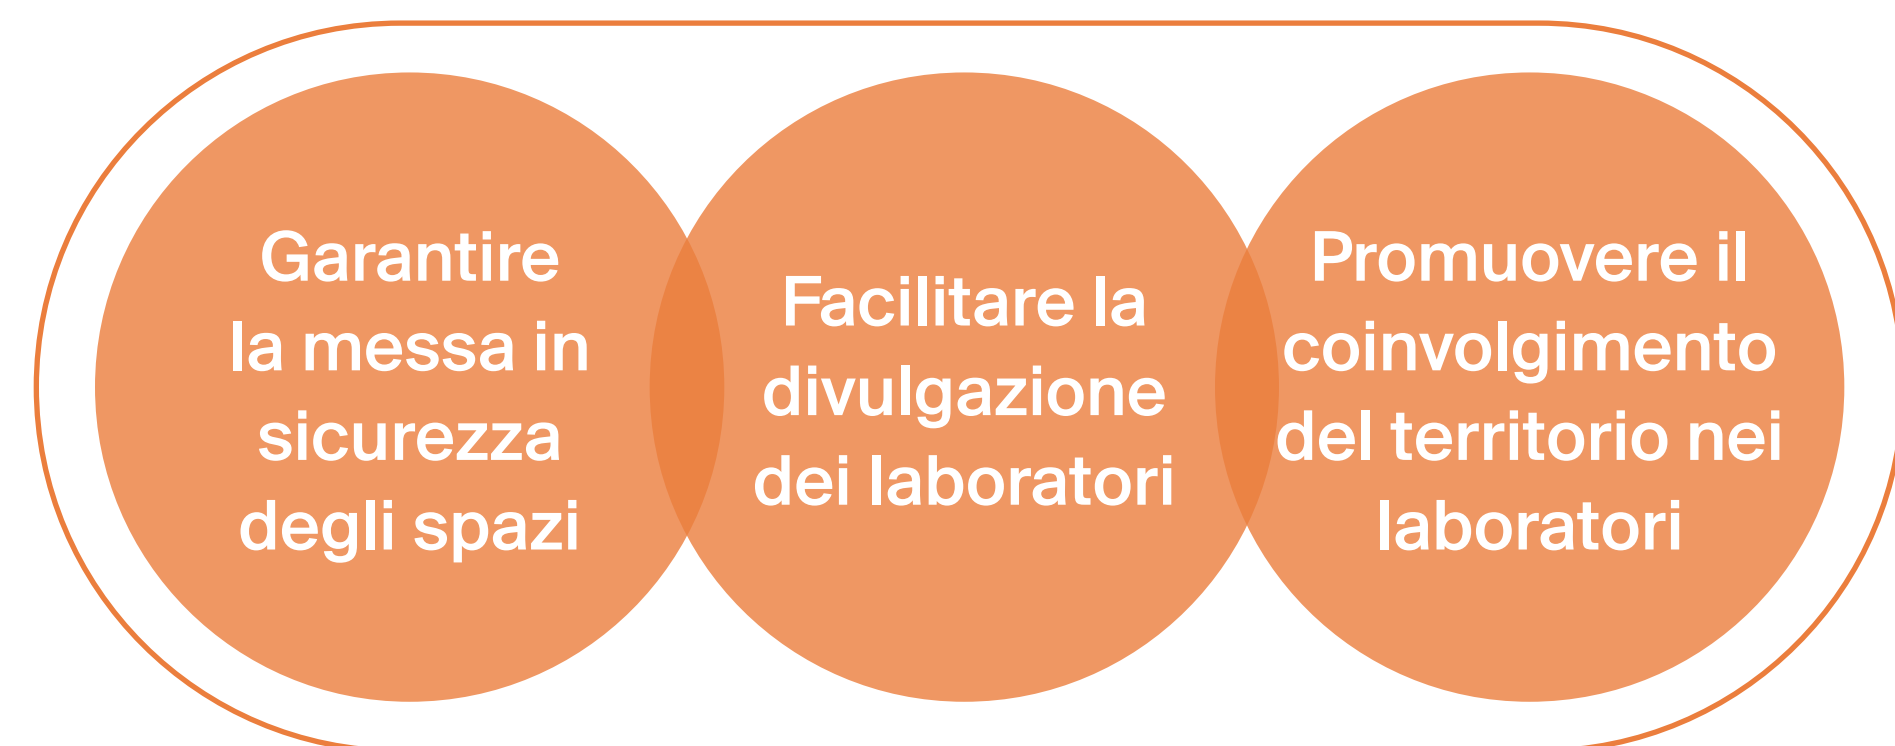 Garantire
la messa in
sicurezza
degli spazi
Facilitare la
divulgazione
dei laboratori
Promuovere il
coinvolgimento
del territorio nei
laboratori